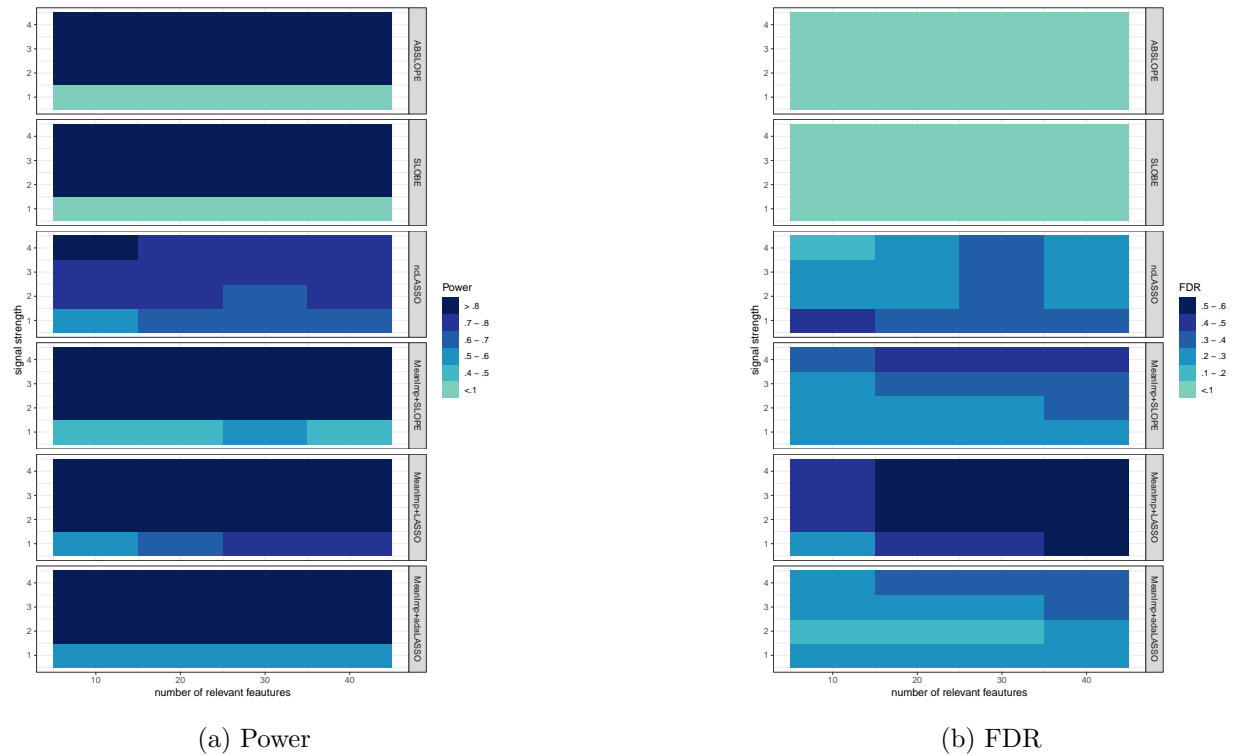 4
3
2
1
ABSLOPE
4
3
2
1
SLOBE
4
3
2
1
ncLASSO
4
3
2
1
MeanImp+SLOPE
4
3
2
1
MeanImp+LASSO
4
3
2
1
MeanImp+adaLASSO
signal strength
10
20
30
40
number of relevant feautures
Power
> .8
.7 − .8
.6 − .7
.5 − .6
.4 − .5
<.1
(a) Power
4
3
2
1
ABSLOPE
4
3
2
1
SLOBE
4
3
2
1
ncLASSO
4
3
2
1
MeanImp+SLOPE
4
3
2
1
MeanImp+LASSO
4
3
2
1
MeanImp+adaLASSO
signal strength
10
20
30
40
number of relevant feautures
FDR
.5 − .6
.4 − .5
.3 − .4
.2 − .3
.1 − .2
<.1
(b) FDR